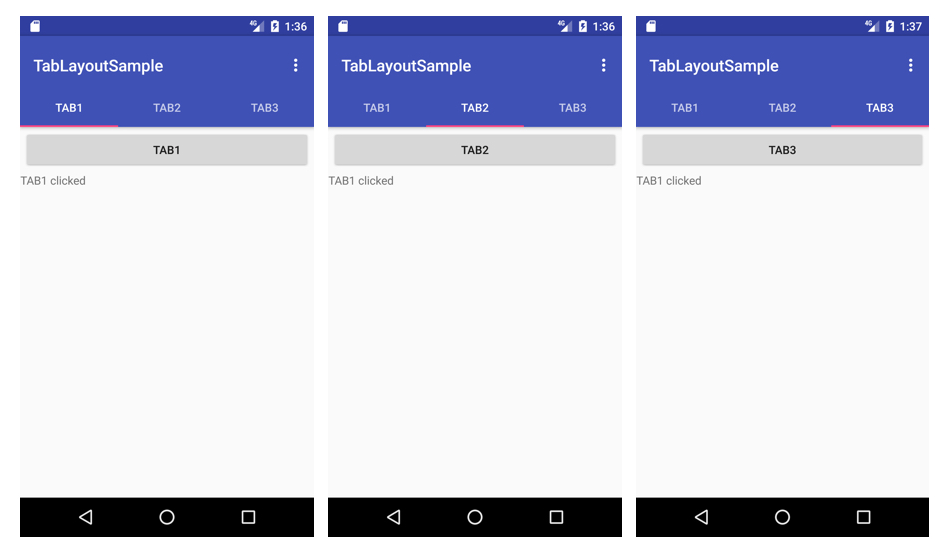 4G 1:36
TabLayoutSample
TAB1 TAB2 TAB3
TAB1
TAB1 clicked
4G 1:36
TabLayoutSample
TAB1 TAB2 TAB3
TAB2
TAB1 clicked
4G 1:37
TabLayoutSample
TAB1 TAB2 TAB3
TAB3
TAB1 clicked